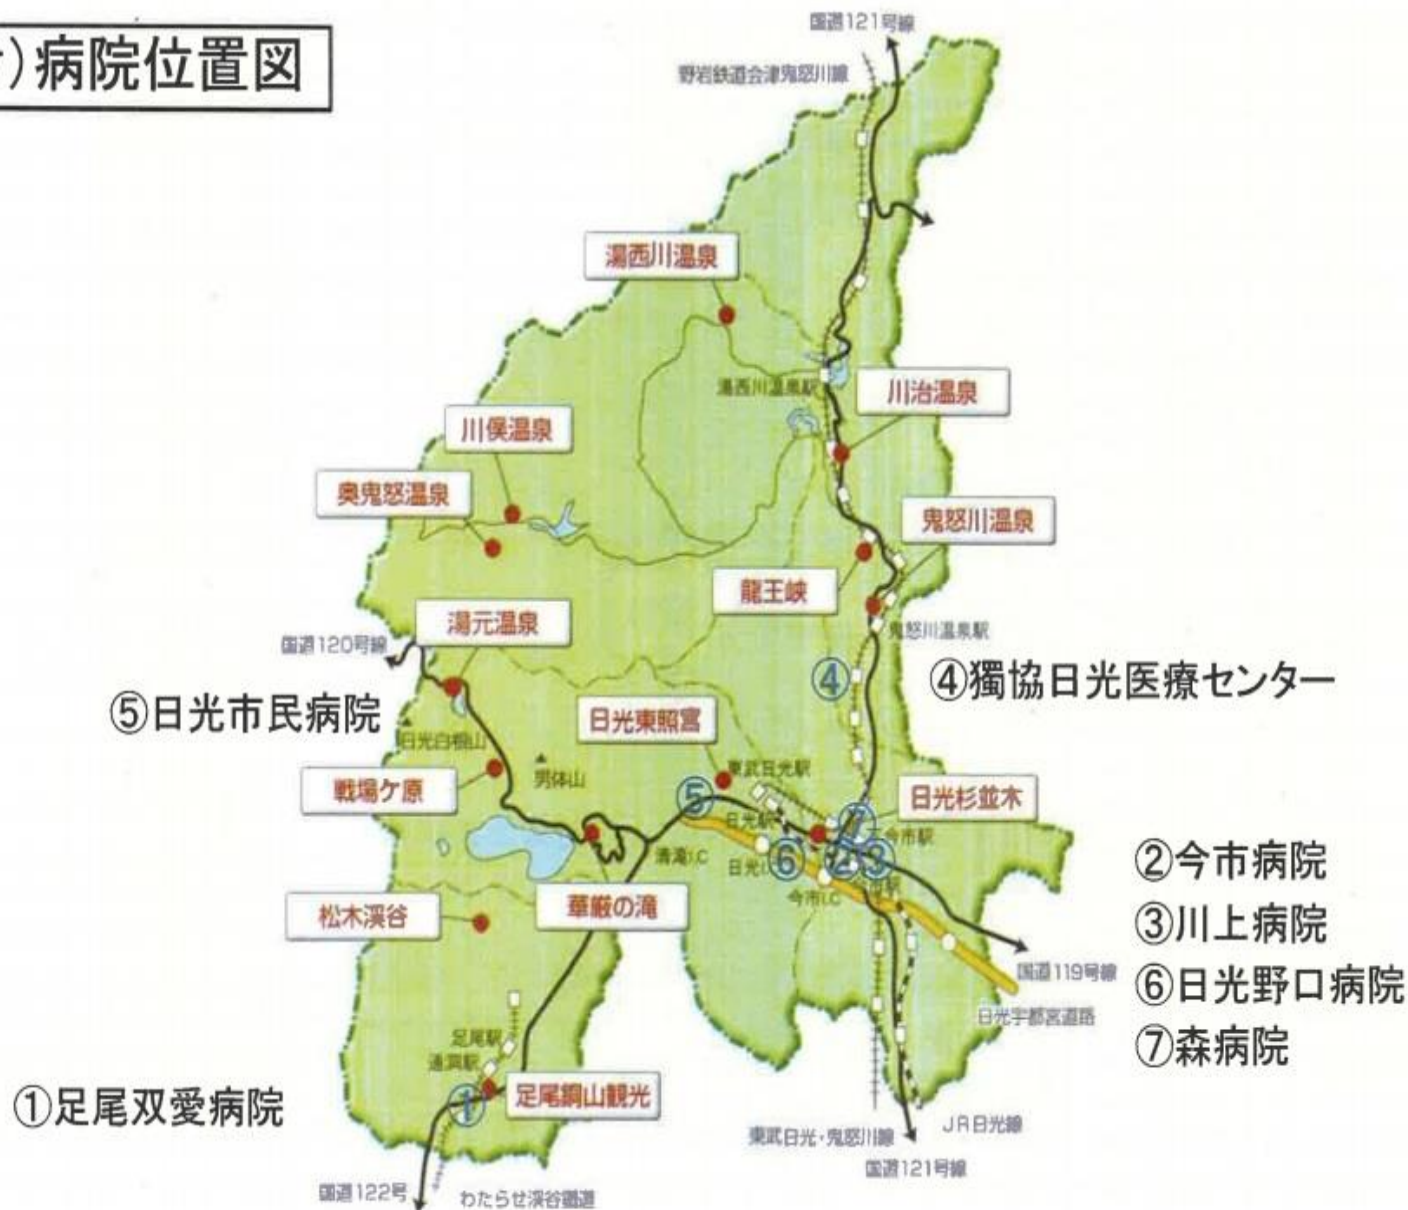 )病院位置図
国道121号線
野岩鉄道会津鬼怒川線
湯西川温泉
湯西川温泉駅
川治温泉
川俣温泉
奥鬼怒温泉
鬼怒川温泉
龍王峡
湯元温泉
国道120号線
鬼怒川温泉駅
④
④獨協日光医療センター
⑤日光市民病院
日光白根山
日光東照宮
戦場ケ原
男体山
東武日光駅
⑤
日光杉並木
日光駅
⑦
今市駅
清滝I.C
⑥
②
③
今市I.C
②今市病院
③川上病院
⑥日光野口病院
⑦森病院
松木渓谷
華厳の滝
国道119号線
日光宇都宮道路
足尾駅
通洞駅
①
足尾銅山観光
①足尾双愛病院
東武日光・鬼怒川線
JR日光線
国道121号線
国道122号
わたらせ渓谷鐵道